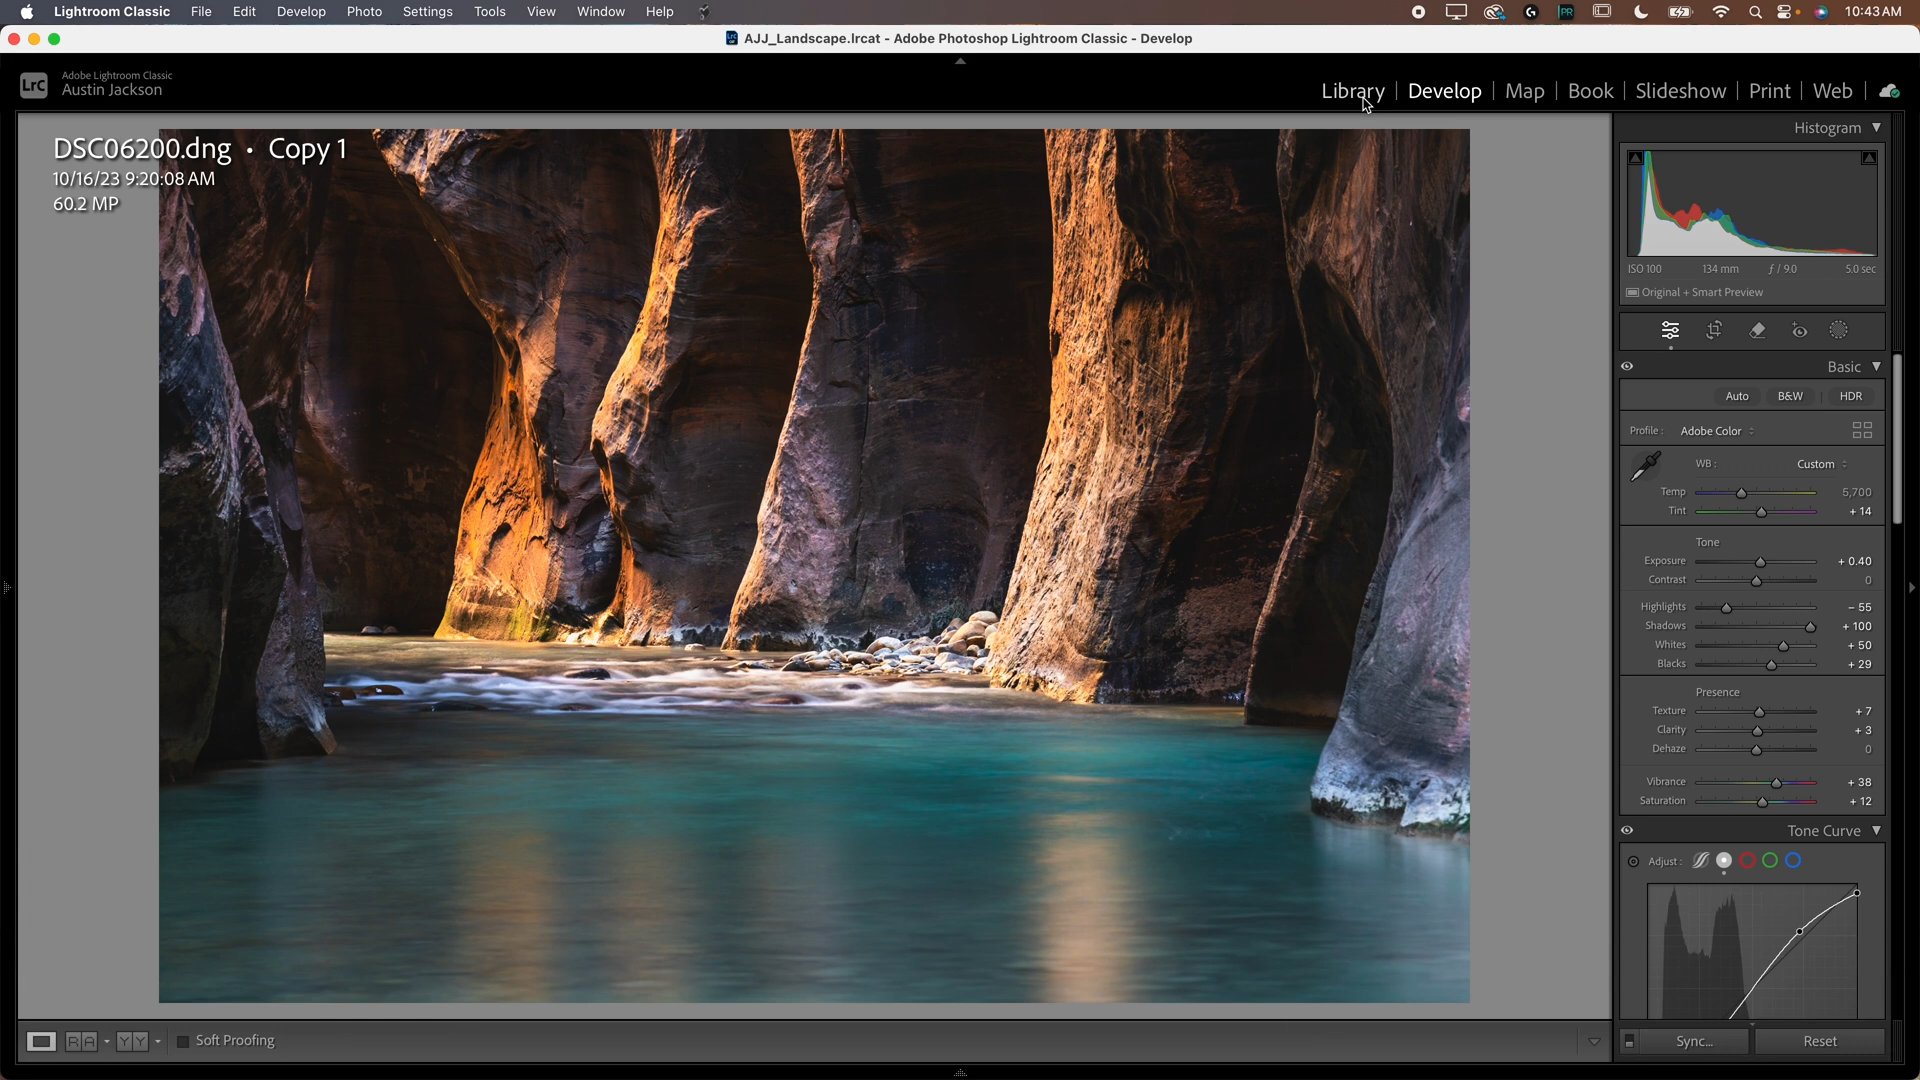 Lightroom Classic File Edit Develop Photo Settings Tools View Window Help PR 10:43 AM
AJJ_Landscape.lrcat - Adobe Photoshop Lightroom Classic - Develop
LrC
Adobe Lightroom Classic
Austin Jackson
Library | Develop | Map | Book | Slideshow | Print | Web
DSC06200.dng • Copy 1
10/16/23 9:20:08 AM
60.2 MP
Histogram
ISO 100 134 mm ƒ / 9.0 5.0 sec
Original + Smart Preview
Basic
Auto B&W HDR
Profile : Adobe Color
WB : Custom
Temp 5,700
Tint + 14
Tone
Exposure + 0.40
Contrast 0
Highlights – 55
Shadows + 100
Whites + 50
Blacks + 29
Presence
Texture + 7
Clarity + 3
Dehaze 0
Vibrance + 38
Saturation + 12
Tone Curve
Adjust :
R A Y Y Soft Proofing
Sync... Reset